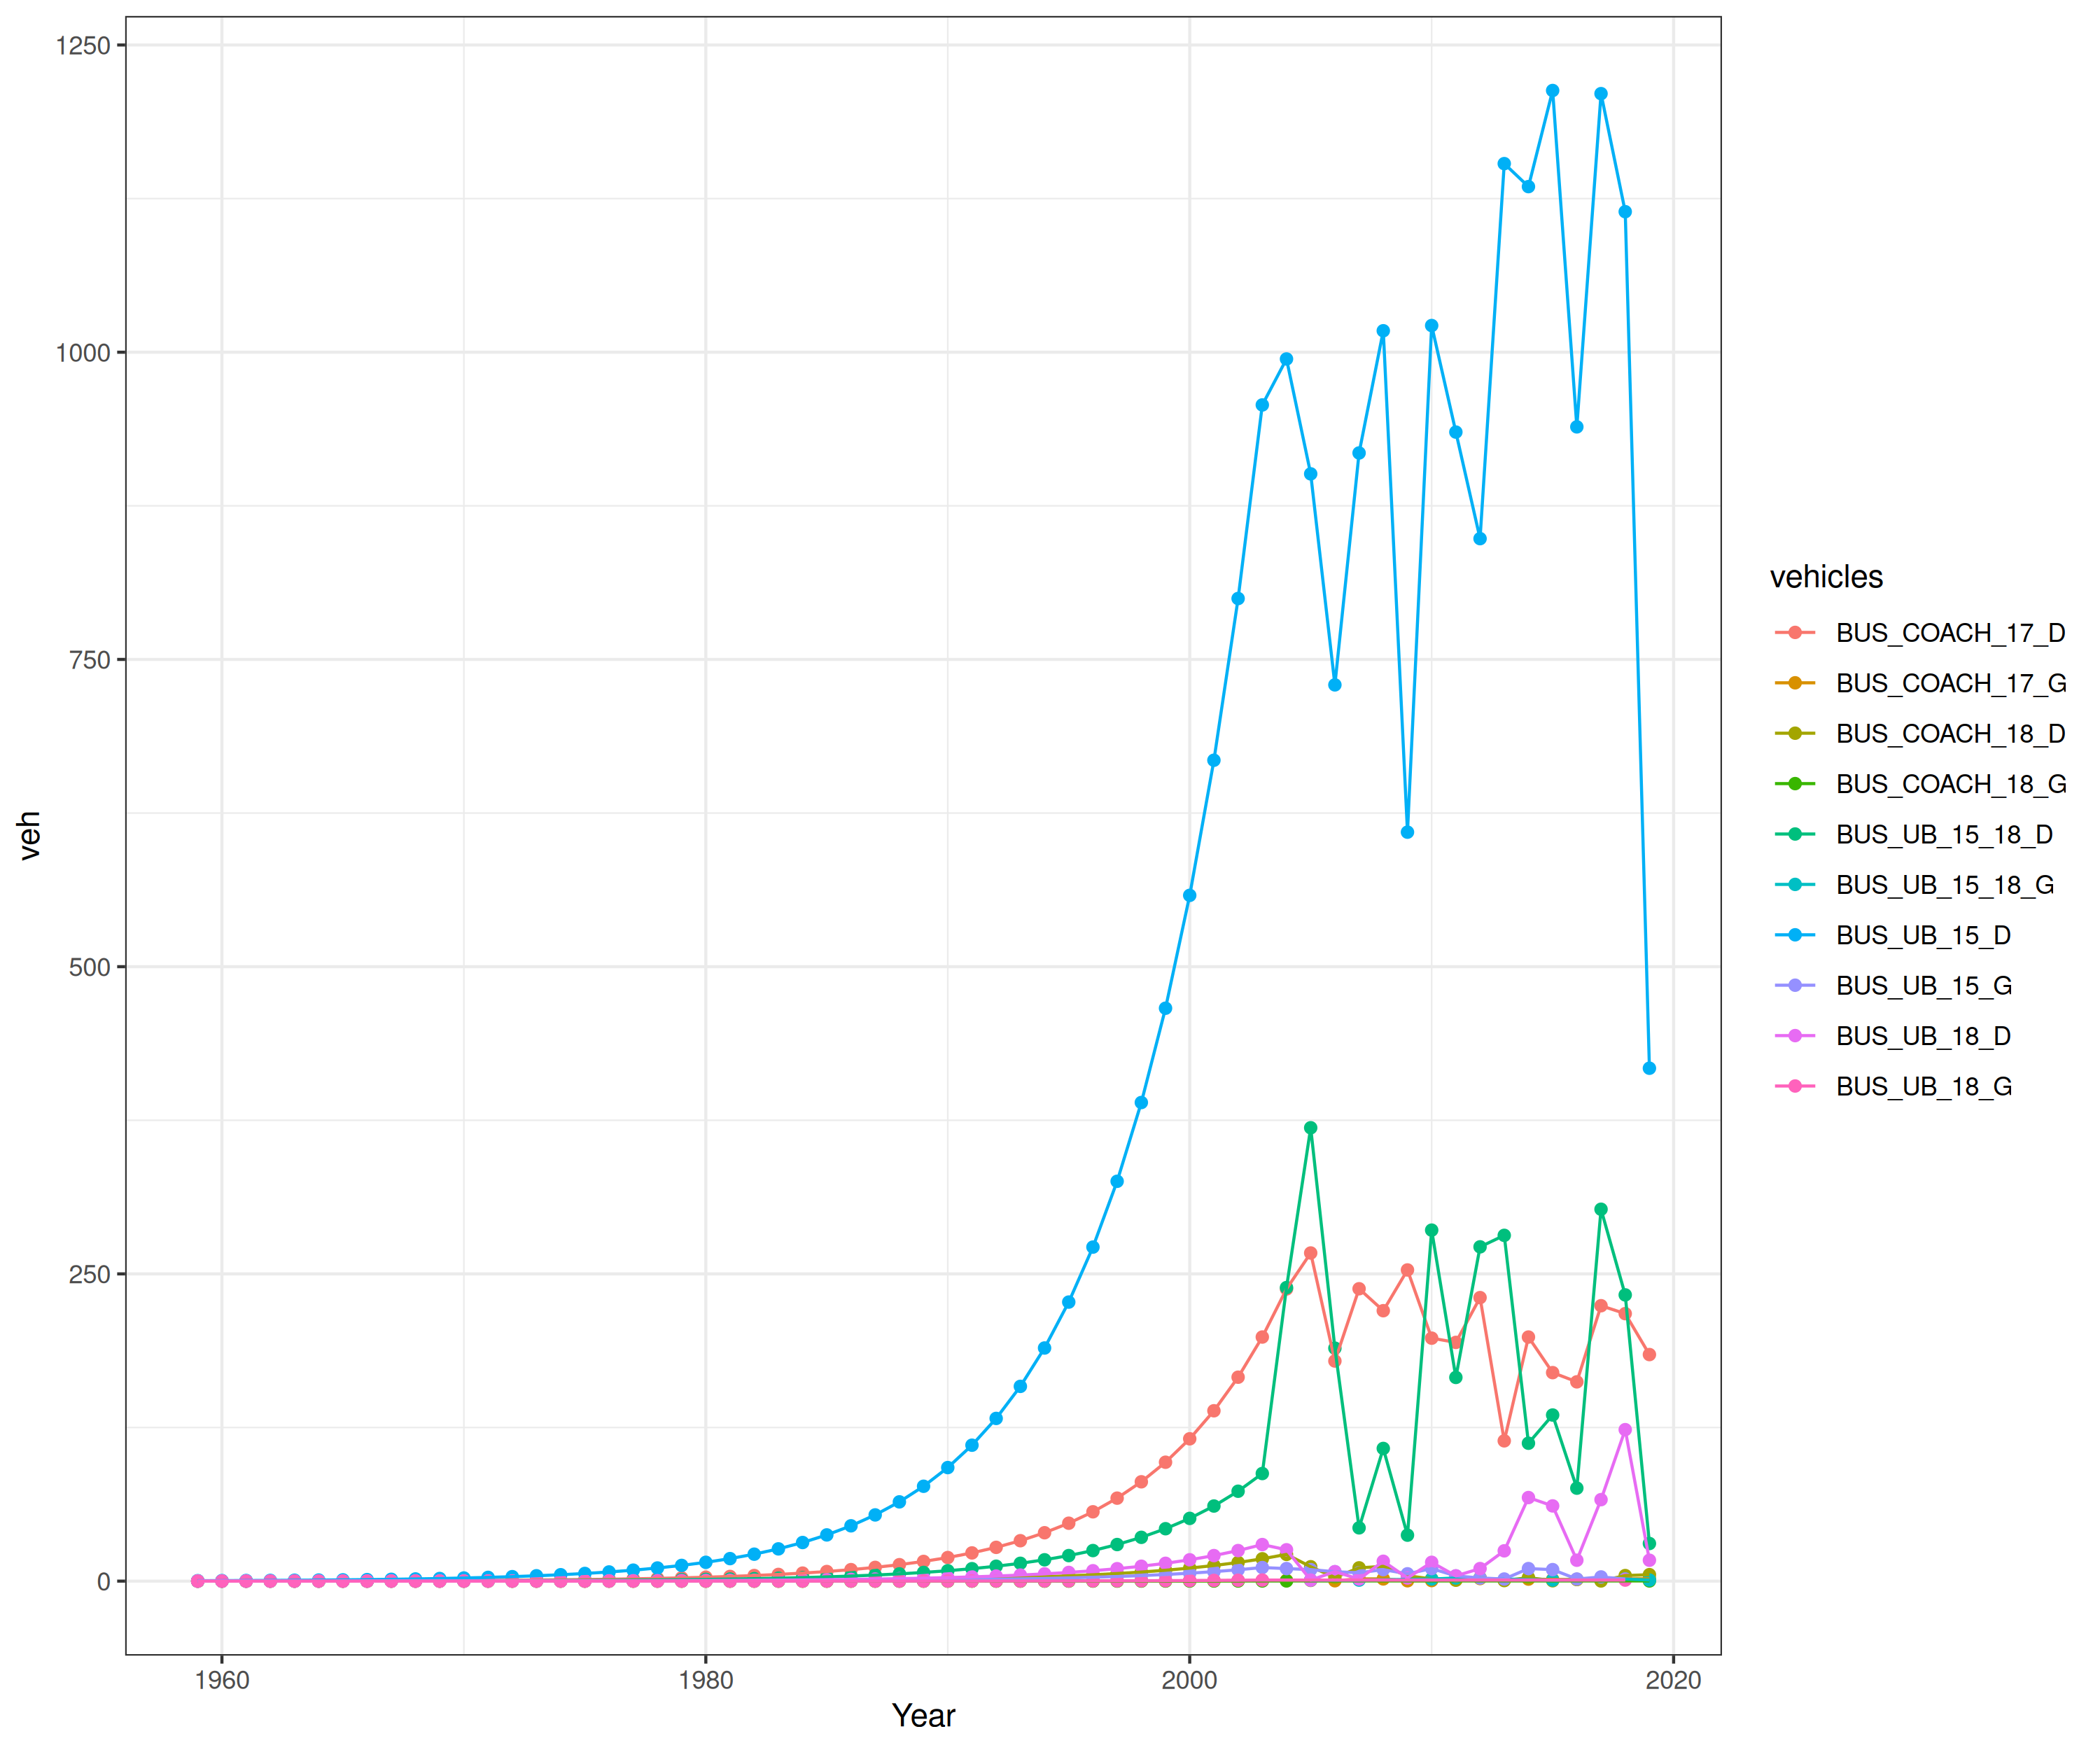 1250
1000
750
500
250
0
veh
1960
1980
2000
2020
Year
vehicles
BUS_COACH_17_D
BUS_COACH_17_G
BUS_COACH_18_D
BUS_COACH_18_G
BUS_UB_15_18_D
BUS_UB_15_18_G
BUS_UB_15_D
BUS_UB_15_G
BUS_UB_18_D
BUS_UB_18_G